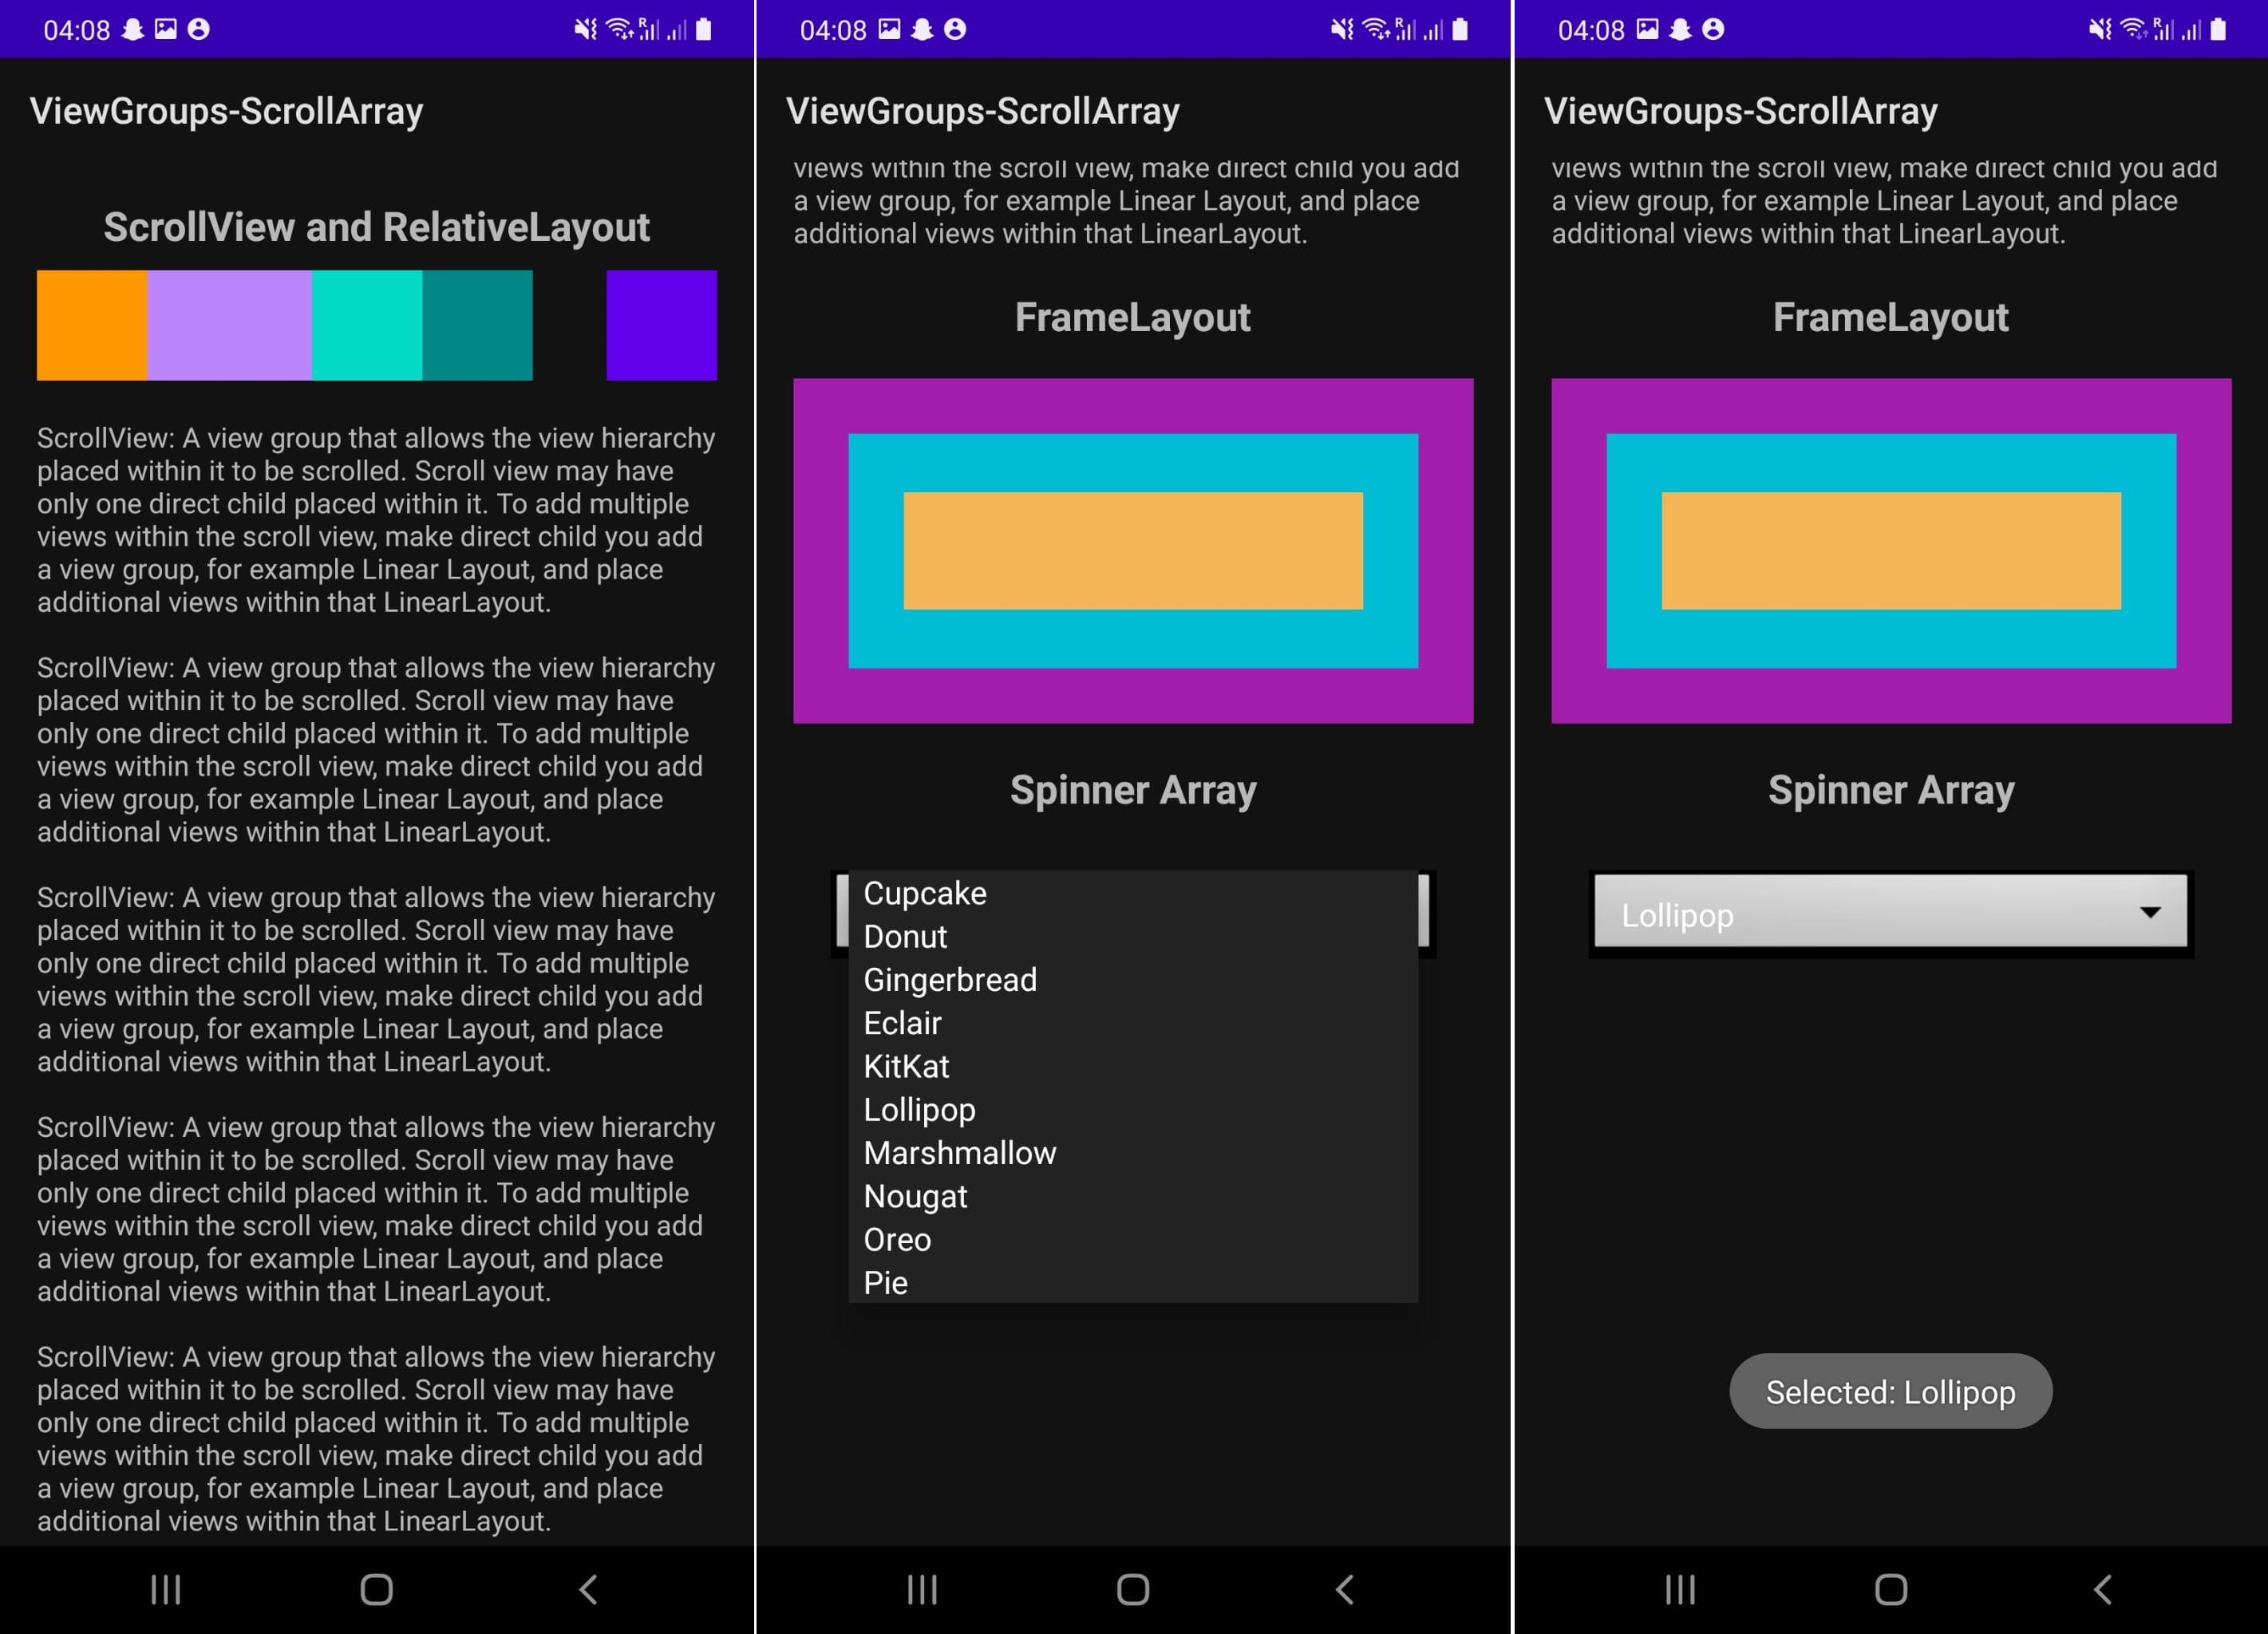 04:08
R
ViewGroups-ScrollArray
ScrollView and RelativeLayout
ScrollView: A view group that allows the view hierarchy
placed within it to be scrolled. Scroll view may have
only one direct child placed within it. To add multiple
views within the scroll view, make direct child you add
a view group, for example Linear Layout, and place
additional views within that LinearLayout.
ScrollView: A view group that allows the view hierarchy
placed within it to be scrolled. Scroll view may have
only one direct child placed within it. To add multiple
views within the scroll view, make direct child you add
a view group, for example Linear Layout, and place
additional views within that LinearLayout.
ScrollView: A view group that allows the view hierarchy
placed within it to be scrolled. Scroll view may have
only one direct child placed within it. To add multiple
views within the scroll view, make direct child you add
a view group, for example Linear Layout, and place
additional views within that LinearLayout.
ScrollView: A view group that allows the view hierarchy
placed within it to be scrolled. Scroll view may have
only one direct child placed within it. To add multiple
views within the scroll view, make direct child you add
a view group, for example Linear Layout, and place
additional views within that LinearLayout.
ScrollView: A view group that allows the view hierarchy
placed within it to be scrolled. Scroll view may have
only one direct child placed within it. To add multiple
views within the scroll view, make direct child you add
a view group, for example Linear Layout, and place
additional views within that LinearLayout.
04:08
R
ViewGroups-ScrollArray
views within the scroll view, make direct child you add
a view group, for example Linear Layout, and place
additional views within that LinearLayout.
FrameLayout
Spinner Array
Cupcake
Donut
Gingerbread
Eclair
KitKat
Lollipop
Marshmallow
Nougat
Oreo
Pie
04:08
R
ViewGroups-ScrollArray
views within the scroll view, make direct child you add
a view group, for example Linear Layout, and place
additional views within that LinearLayout.
FrameLayout
Spinner Array
Lollipop
Selected: Lollipop